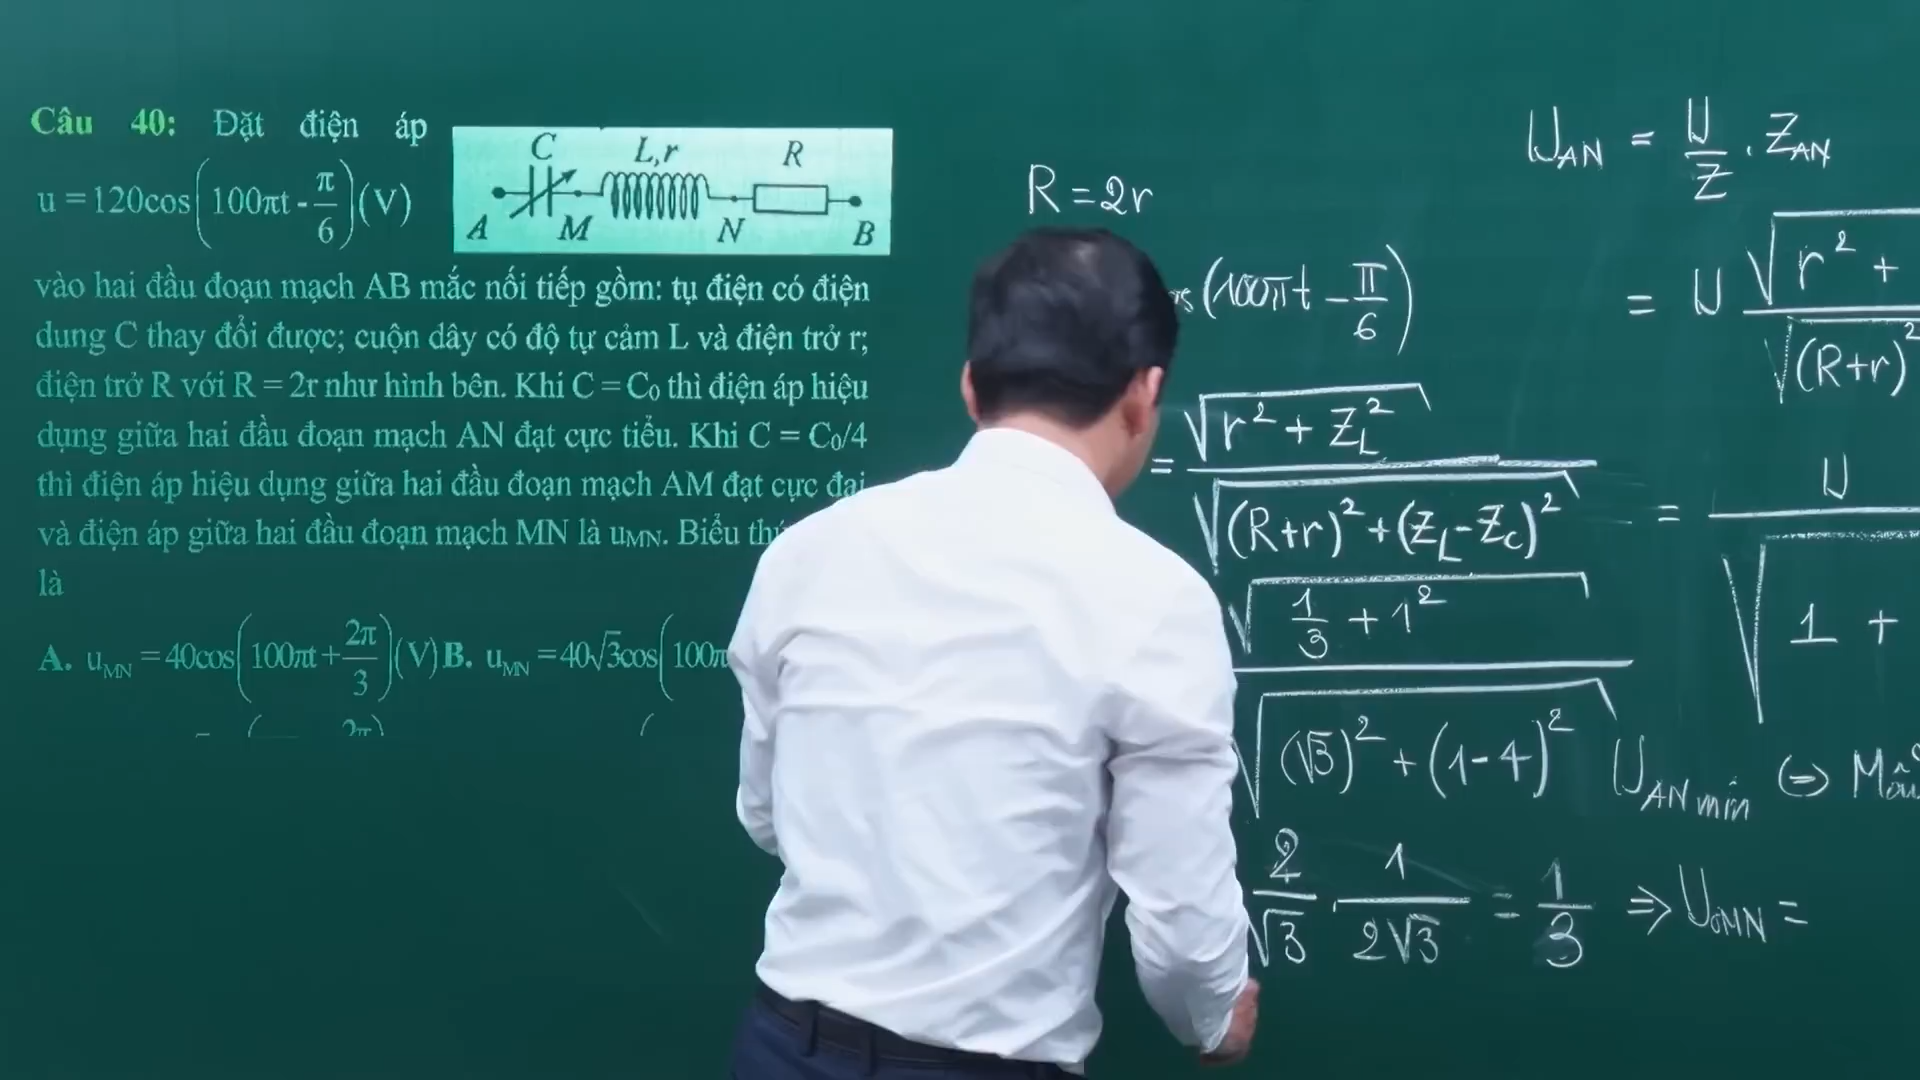 Câu 40: Đặt điện áp
u = 120cos(100πt - π/6)(V)
C
L,r
R
A
M
N
B
vào hai đầu đoạn mạch AB mắc nối tiếp gồm: tụ điện có điện
dung C thay đổi được; cuộn dây có độ tự cảm L và điện trở r;
điện trở R với R = 2r như hình bên. Khi C = C₀ thì điện áp hiệu
dụng giữa hai đầu đoạn mạch AN đạt cực tiểu. Khi C = C₀/4
thì điện áp hiệu dụng giữa hai đầu đoạn mạch AM đạt cực đại
và điện áp giữa hai đầu đoạn mạch MN là u_MN. Biểu
là
A. u_MN = 40cos(100πt + 2π/3)(V) B. u_MN = 40√3cos(100π
2π
R = 2r
(100πt - π/6)
= √(r² + Z_L²)
√((R+r)² + (Z_L - Z_C)²)
√(1/3 + 1²)
√((√3)² + (1-4)²)
2/√3 . 1/(2√3) = 1/3 ⇒ U₀MN =
U_AN = U/Z . Z_AN
= U √(r² +
√((R+r)²
= U
√ 1 +
U_AN min ⇔ Mẫu